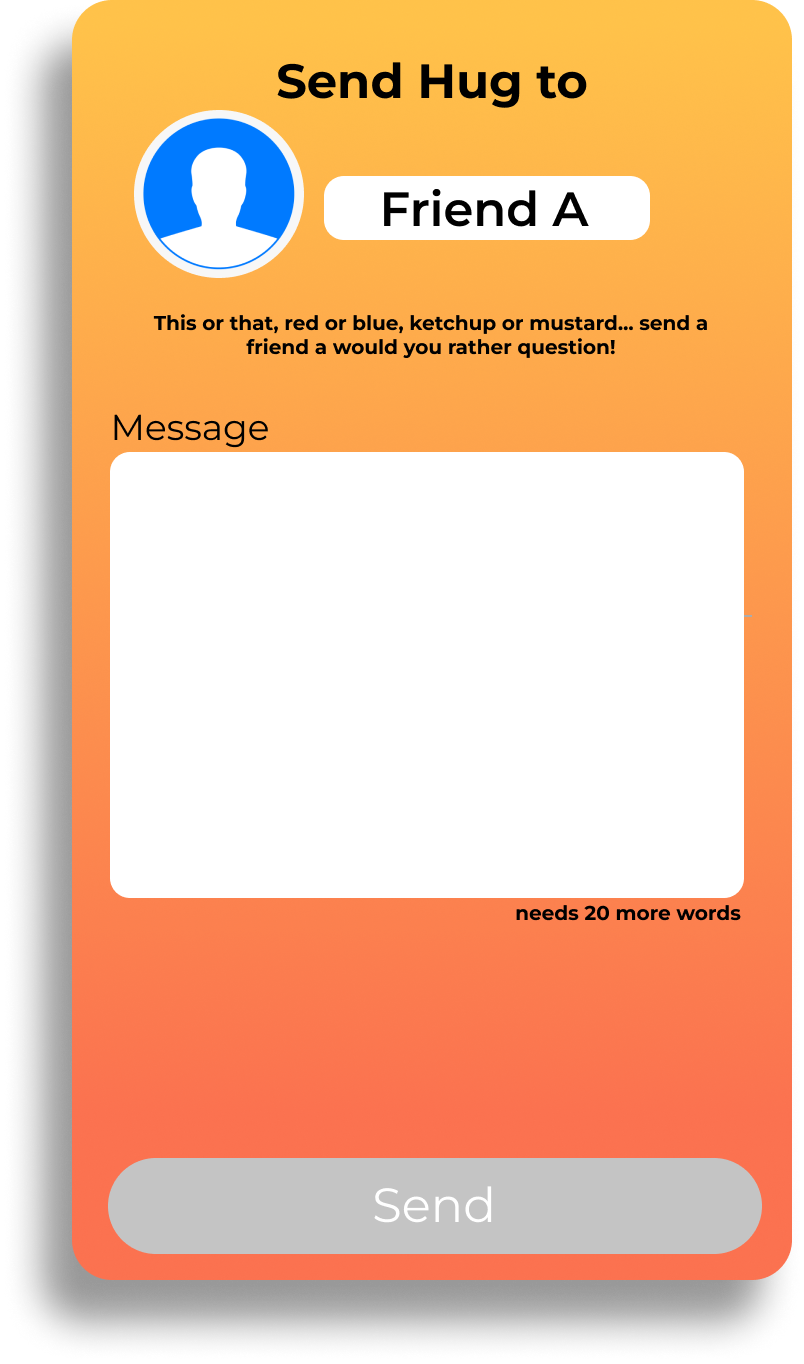 Send Hug to
Friend A
This or that, red or blue, ketchup or mustard... send a
friend a would you rather question!
Message
needs 20 more words
Send